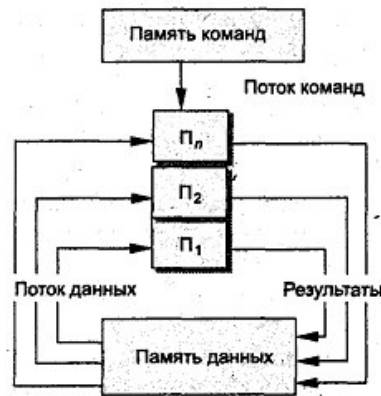 Память команд
Поток команд
Пn
П2
П1
Поток данных
Результаты
Память данных